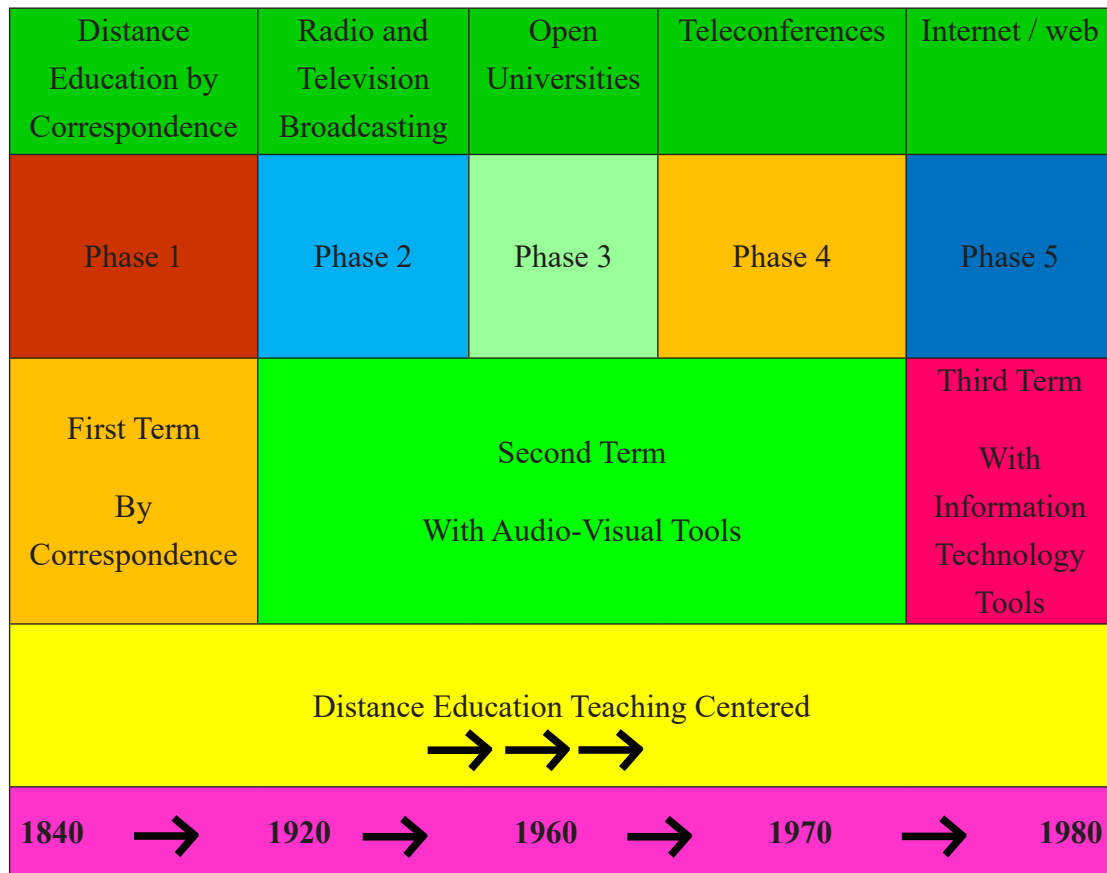 Distance
Education by
Correspondence
Radio and
Television
Broadcasting
Open
Universities
Teleconferences
Internet / web
Phase 1
Phase 2
Phase 3
Phase 4
Phase 5
First Term
By
Correspondence
Second Term
With Audio-Visual Tools
Third Term
With
Information
Technology
Tools
Distance Education Teaching Centered
1840 → 1920 → 1960 → 1970 → 1980